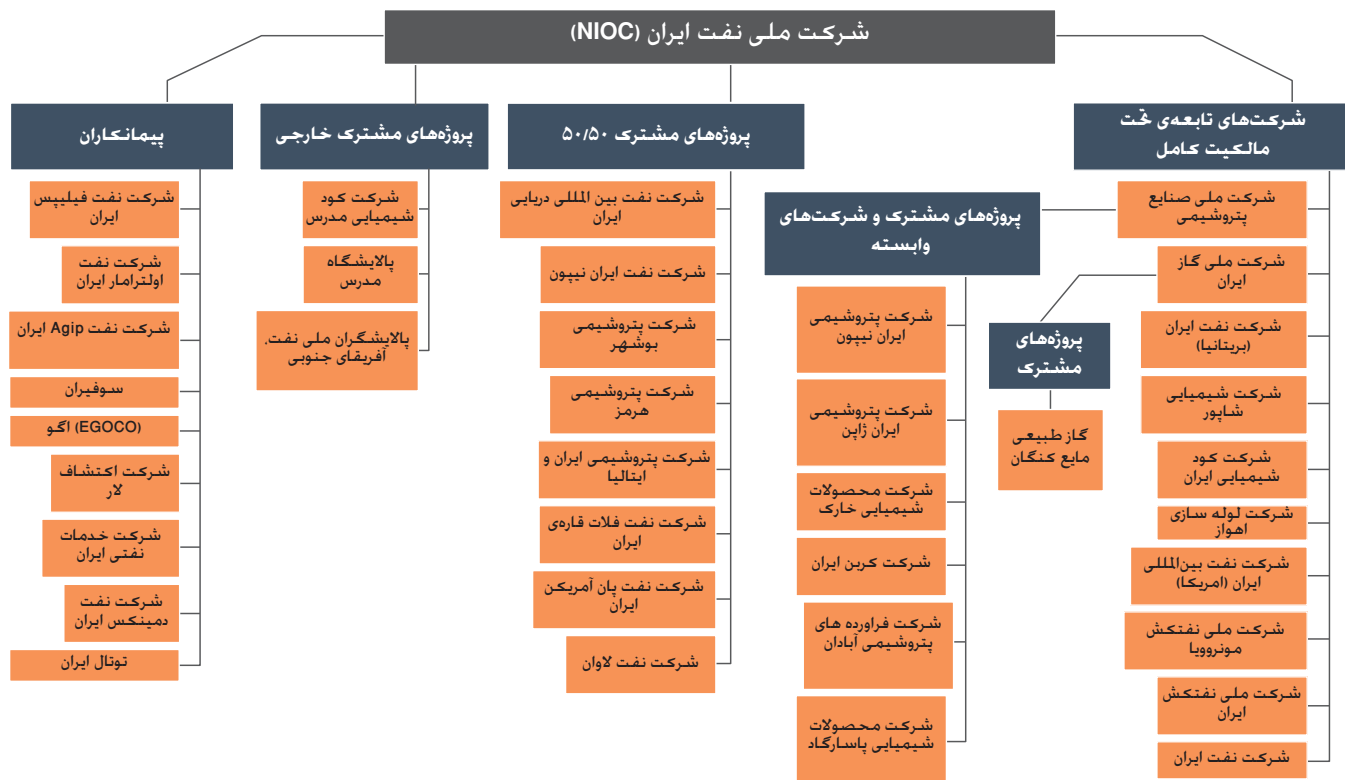 شرکت ملی نفت ایران (NIOC)
شرکت‌های تابعه‌ی تحت
مالکیت کامل
شرکت ملی صنایع
پتروشیمی
شرکت ملی گاز
ایران
شرکت نفت ایران
(بریتانیا)
شرکت شیمیایی
شاپور
شرکت کود
شیمیایی ایران
شرکت لوله سازی
اهواز
شرکت نفت بین‌المللی
ایران (امریکا)
شرکت ملی نفتکش
مونروویا
شرکت ملی نفتکش
ایران
شرکت نفت ایران
پروژه‌های
مشترک
گاز طبیعی
مایع کنگان
پروژه‌های مشترک و شرکت‌های
وابسته
شرکت پتروشیمی
ایران نیپون
شرکت پتروشیمی
ایران ژاپن
شرکت محصولات
شیمیایی خارک
شرکت کربن ایران
شرکت فراورده های
پتروشیمی آبادان
شرکت محصولات
شیمیایی پاسارگاد
پروژه‌های مشترک ۵۰/۵۰
شرکت نفت بین المللی دریایی
ایران
شرکت نفت ایران نیپون
شرکت پتروشیمی
بوشهر
شرکت پتروشیمی
هرمز
شرکت پتروشیمی ایران و
ایتالیا
شرکت نفت فلات قاره‌ی
ایران
شرکت نفت پان آمریکن
ایران
شرکت نفت لاوان
پروژه‌های مشترک خارجی
شرکت کود
شیمیایی مدرس
پالایشگاه
مدرس
پالایشگران ملی نفت،
آفریقای جنوبی
پیمانکاران
شرکت نفت فیلیپس
ایران
شرکت نفت
اولترامار ایران
شرکت نفت Agip ایران
سوفیران
اگو (EGOCO)
شرکت اکتشاف
لار
شرکت خدمات
نفتی ایران
شرکت نفت
دمینکس ایران
توتال ایران